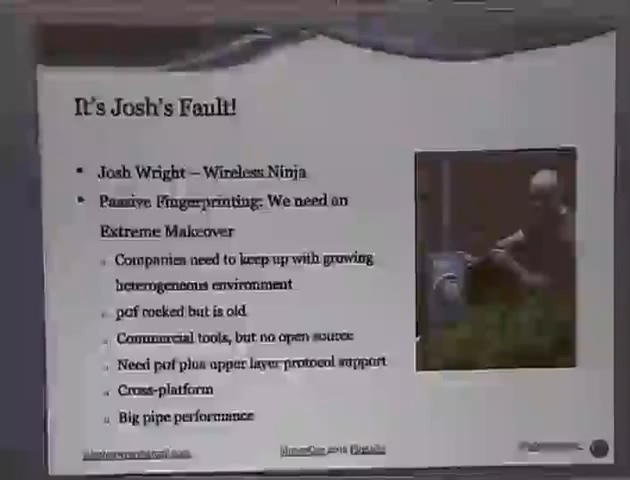 It's Josh's Fault!
Josh Wright – Wireless Ninja
Passive Fingerprinting: We need an
Extreme Makeover
Companies need to keep up with growing
heterogeneous environment
p0f rocked but is old
Commercial tools, but no open source
Need p0f plus upper layer protocol support
Cross-platform
Big pipe performance